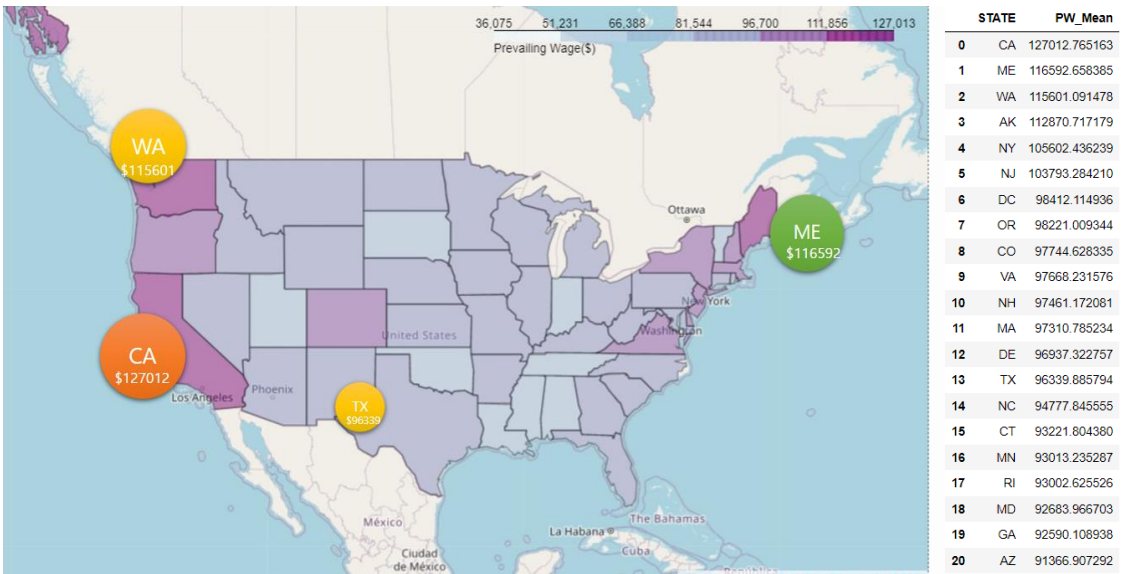 36,075 51,231 66,388 81,544 96,700 111,856 127,013
Prevailing Wage($)
WA
$115601
Ottawa
ME
$116592
New York
United States
Washington
CA
$127012
Los Angeles
Phoenix
TX
$96339
México
Ciudad
de México
La Habana
The Bahamas
Cuba
STATE PW_Mean
0 CA 127012.765163
1 ME 116592.658385
2 WA 115601.091478
3 AK 112870.717179
4 NY 105602.436239
5 NJ 103793.284210
6 DC 98412.114936
7 OR 98221.009344
8 CO 97744.628335
9 VA 97668.231576
10 NH 97461.172081
11 MA 97310.785234
12 DE 96937.322757
13 TX 96339.885794
14 NC 94777.845555
15 CT 93221.804380
16 MN 93013.235287
17 RI 93002.625526
18 MD 92683.966703
19 GA 92590.108938
20 AZ 91366.907292